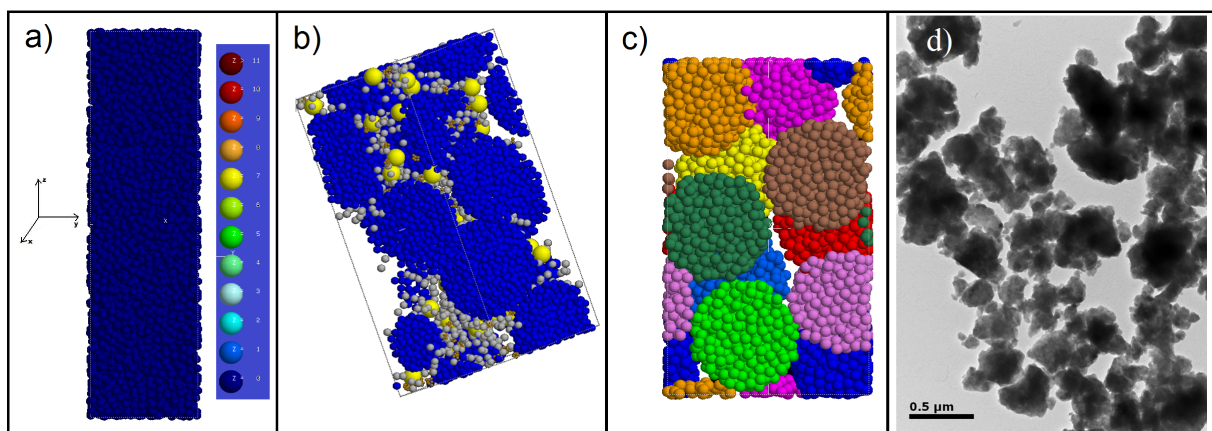 a)
z
y
x
x
Z > 11
Z = 10
Z = 9
Z = 8
Z = 7
Z = 6
Z = 5
Z = 4
Z = 3
Z = 2
Z = 1
Z = 0
b)
c)
d)
0.5 µm